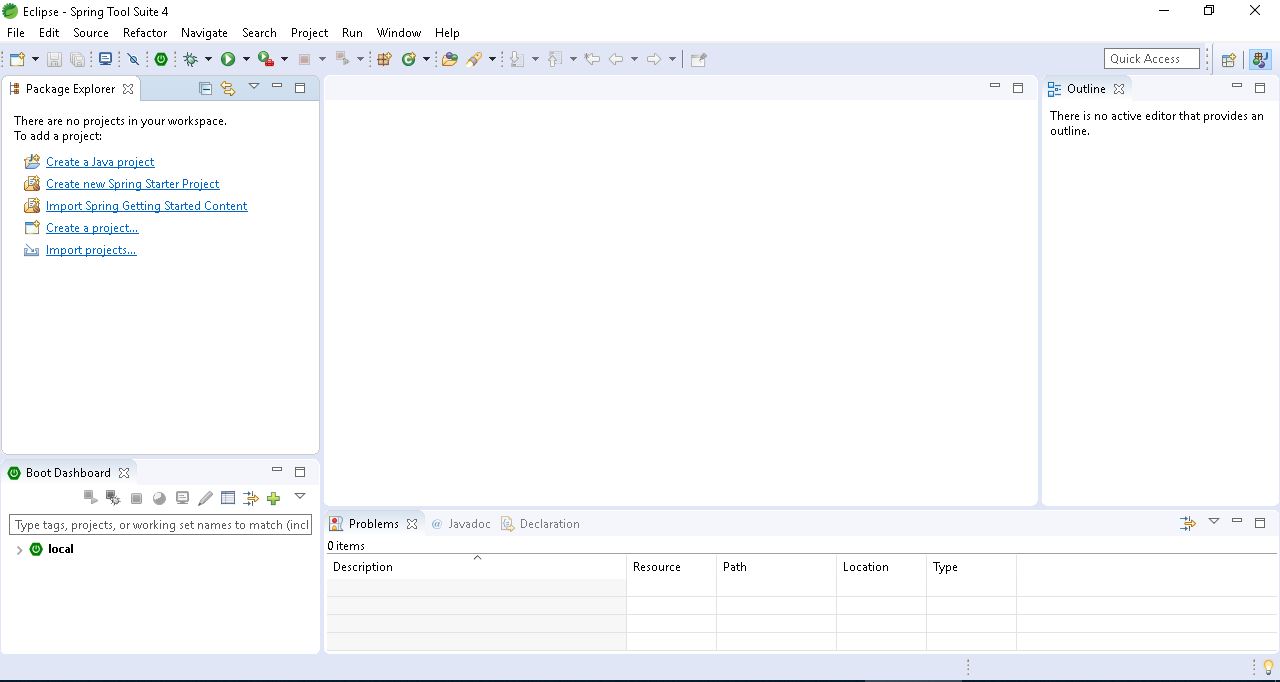 Eclipse - Spring Tool Suite 4
File Edit Source Refactor Navigate Search Project Run Window Help
Quick Access
Package Explorer
There are no projects in your workspace.
To add a project:
Create a Java project
Create new Spring Starter Project
Import Spring Getting Started Content
Create a project...
Import projects...
Outline
There is no active editor that provides an
outline.
Boot Dashboard
Type tags, projects, or working set names to match (incl
local
Problems @ Javadoc Declaration
0 items
Description Resource Path Location Type